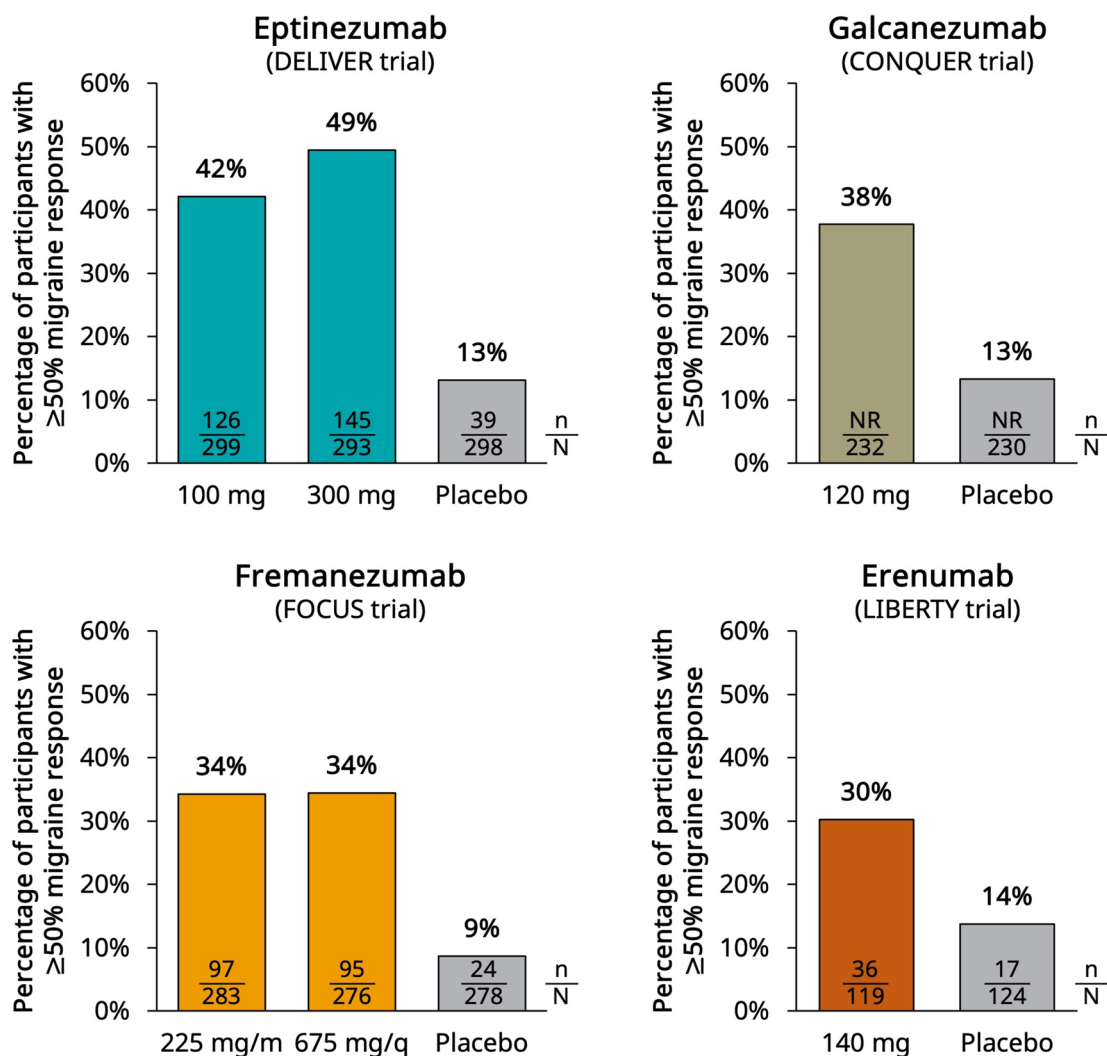 Eptinezumab
(DELIVER trial)
Percentage of participants with
≥50% migraine response
60%
50%
40%
30%
20%
10%
0%
42%
49%
13%
126
299
145
293
39
298
n
N
100 mg
300 mg
Placebo
Galcanezumab
(CONQUER trial)
Percentage of participants with
≥50% migraine response
60%
50%
40%
30%
20%
10%
0%
38%
13%
NR
232
NR
230
n
N
120 mg
Placebo
Fremanezumab
(FOCUS trial)
Percentage of participants with
≥50% migraine response
60%
50%
40%
30%
20%
10%
0%
34%
34%
9%
97
283
95
276
24
278
n
N
225 mg/m
675 mg/q
Placebo
Erenumab
(LIBERTY trial)
Percentage of participants with
≥50% migraine response
60%
50%
40%
30%
20%
10%
0%
30%
14%
36
119
17
124
n
N
140 mg
Placebo